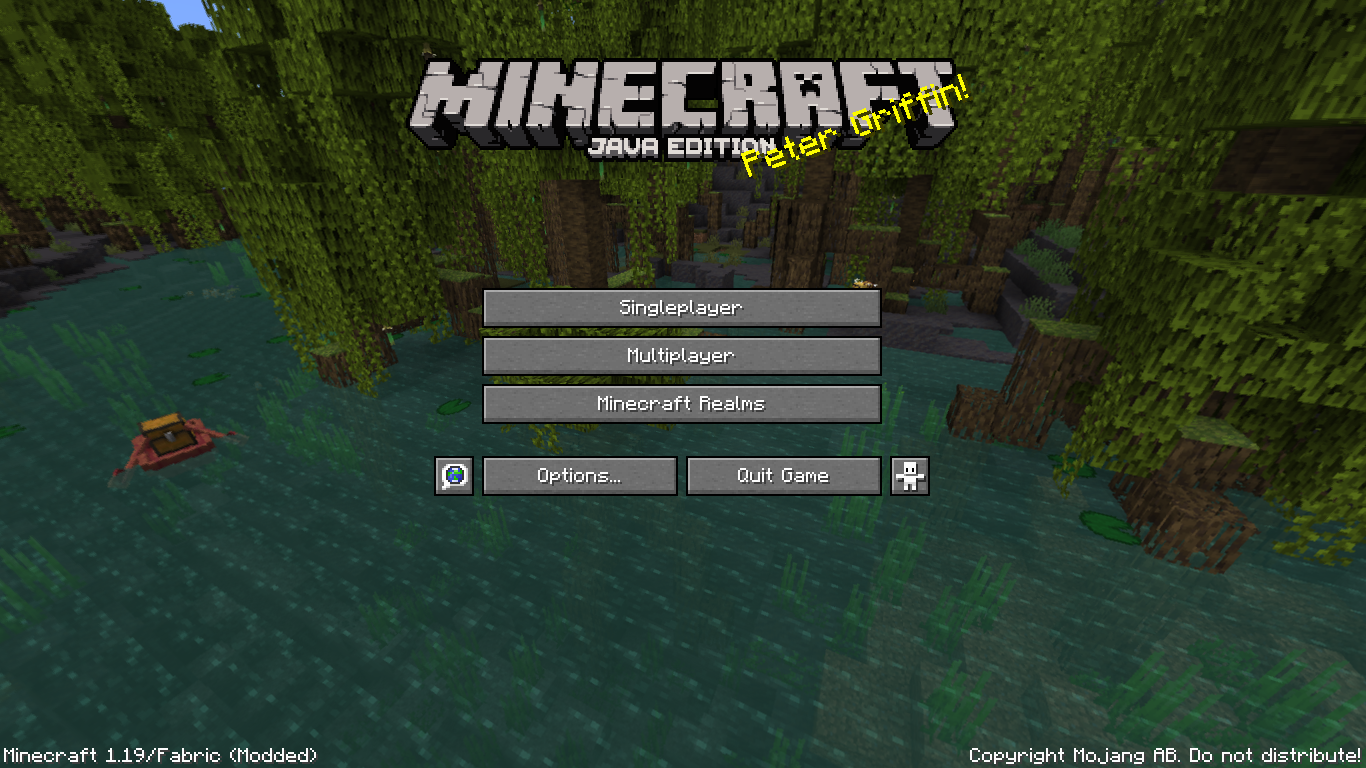 MINECRAFT
JAVA EDITION
Peter Griffin!
Singleplayer
Multiplayer
Minecraft Realms
Options...
Quit Game
Minecraft 1.19/Fabric (Modded)
Copyright Mojang AB. Do not distribute!